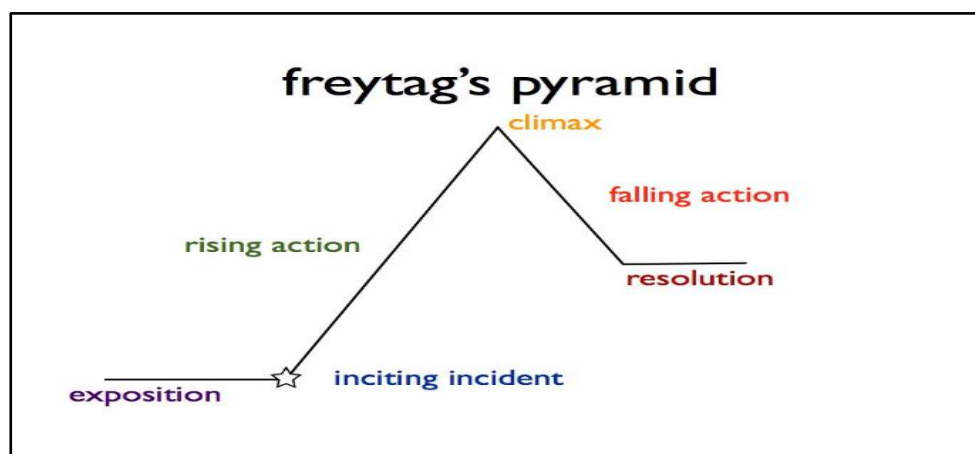 freytag's pyramid
climax
falling action
rising action
resolution
inciting incident
exposition